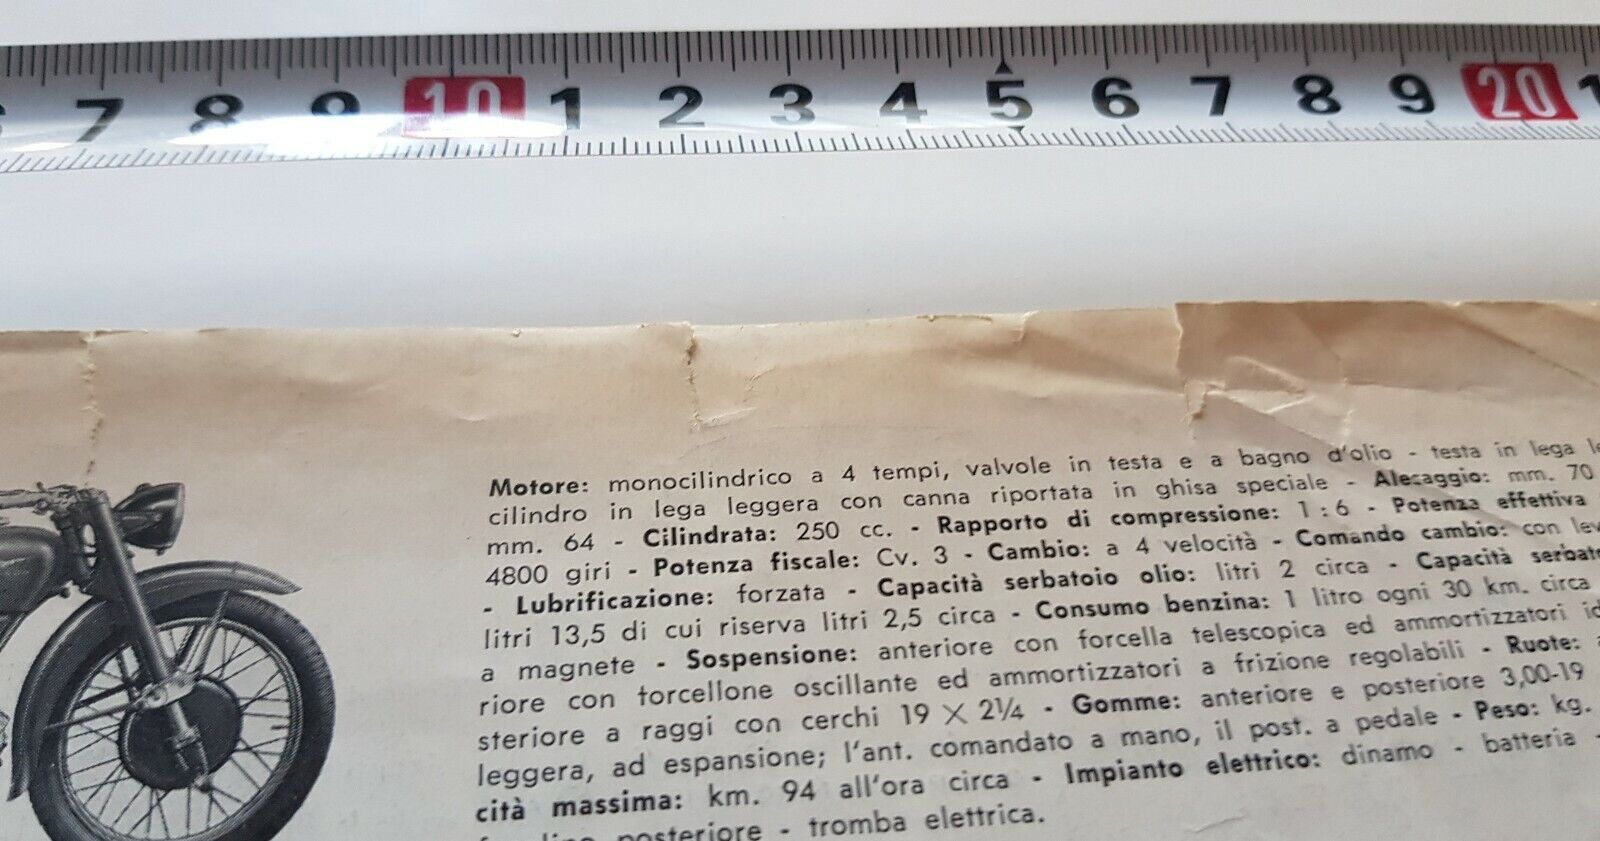 7 8 9 10 1 2 3 4 5 6 7 8 9 20 1
Motore: monocilindrico a 4 tempi, valvole in testa e a bagno d'olio - testa in lega
cilindro in lega leggera con canna riportata in ghisa speciale - Alesaggio: mm. 70
mm. 64 - Cilindrata: 250 cc. - Rapporto di compressione: 1 : 6 - Potenza effettiva
4800 giri - Potenza fiscale: Cv. 3 - Cambio: a 4 velocità - Comando cambio: con
- Lubrificazione: forzata - Capacità serbatoio olio: litri 2 circa - Capacità
litri 13,5 di cui riserva litri 2,5 circa - Consumo benzina: 1 litro ogni 30 km. circa
a magnete - Sospensione: anteriore con forcella telescopica ed ammortizzatori
riore con forcellone oscillante ed ammortizzatori a frizione regolabili - Ruote:
steriore a raggi con cerchi 19 X 2¼ - Gomme: anteriore e posteriore 3,00-19
leggera, ad espansione; l'ant. comandato a mano, il post. a pedale - Peso: kg.
cità massima: km. 94 all'ora circa - Impianto elettrico: dinamo - batteria -
posteriore - tromba elettrica.